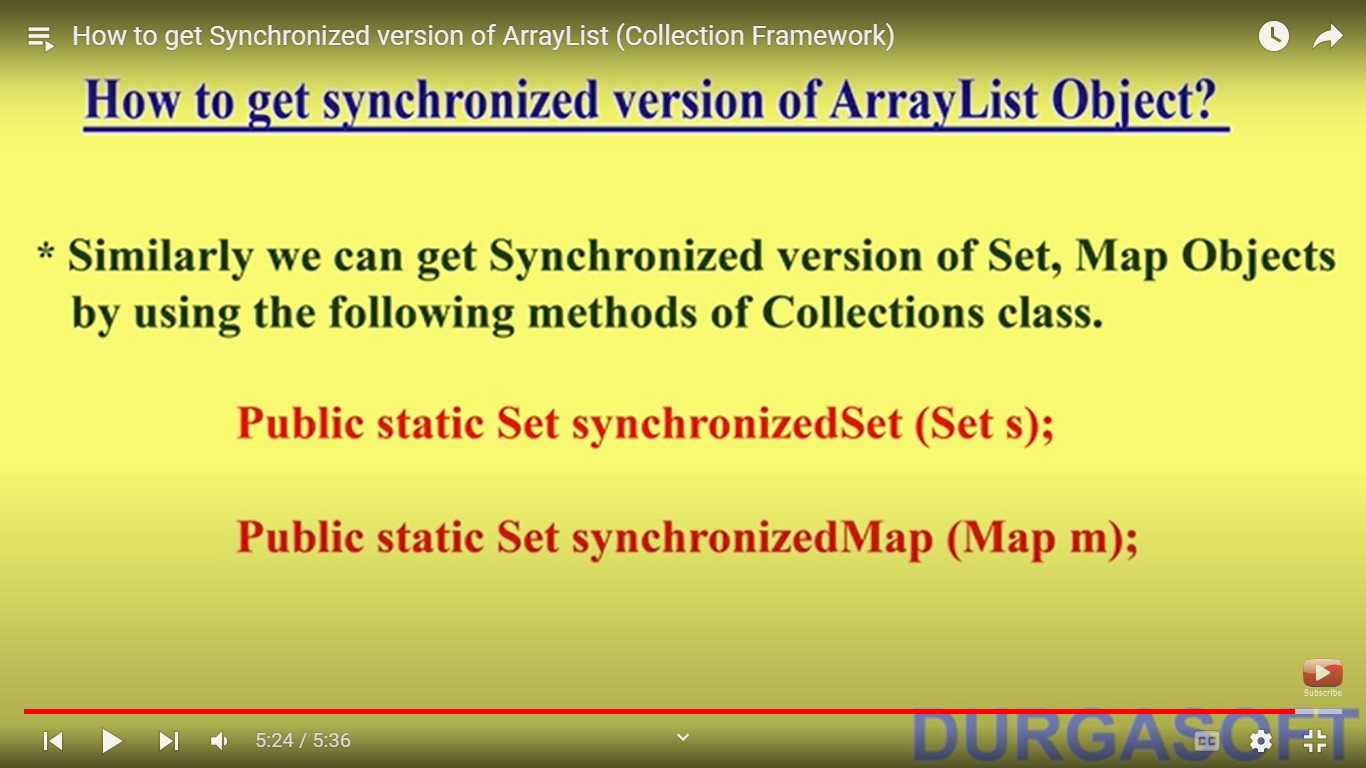 How to get Synchronized version of ArrayList (Collection Framework)
How to get synchronized version of ArrayList Object?
* Similarly we can get Synchronized version of Set, Map Objects
by using the following methods of Collections class.
Public static Set synchronizedSet (Set s);
Public static Set synchronizedMap (Map m);
Subscribe
DURGASOFT
5:24 / 5:36
CC